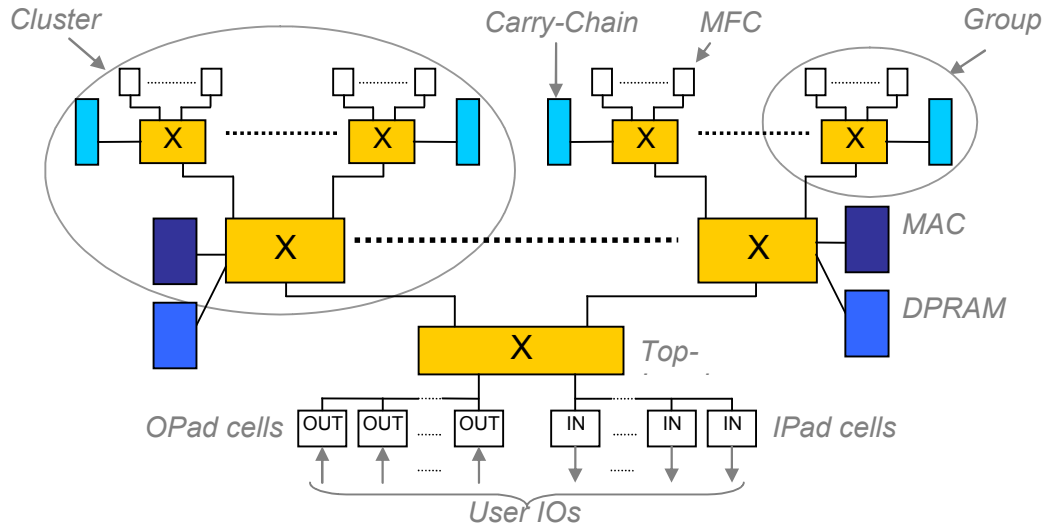 Cluster
Carry-Chain
MFC
Group
X
X
X
X
X
X
MAC
DPRAM
X
Top-
OPad cells
OUT
OUT
OUT
IN
IN
IN
IPad cells
User IOs